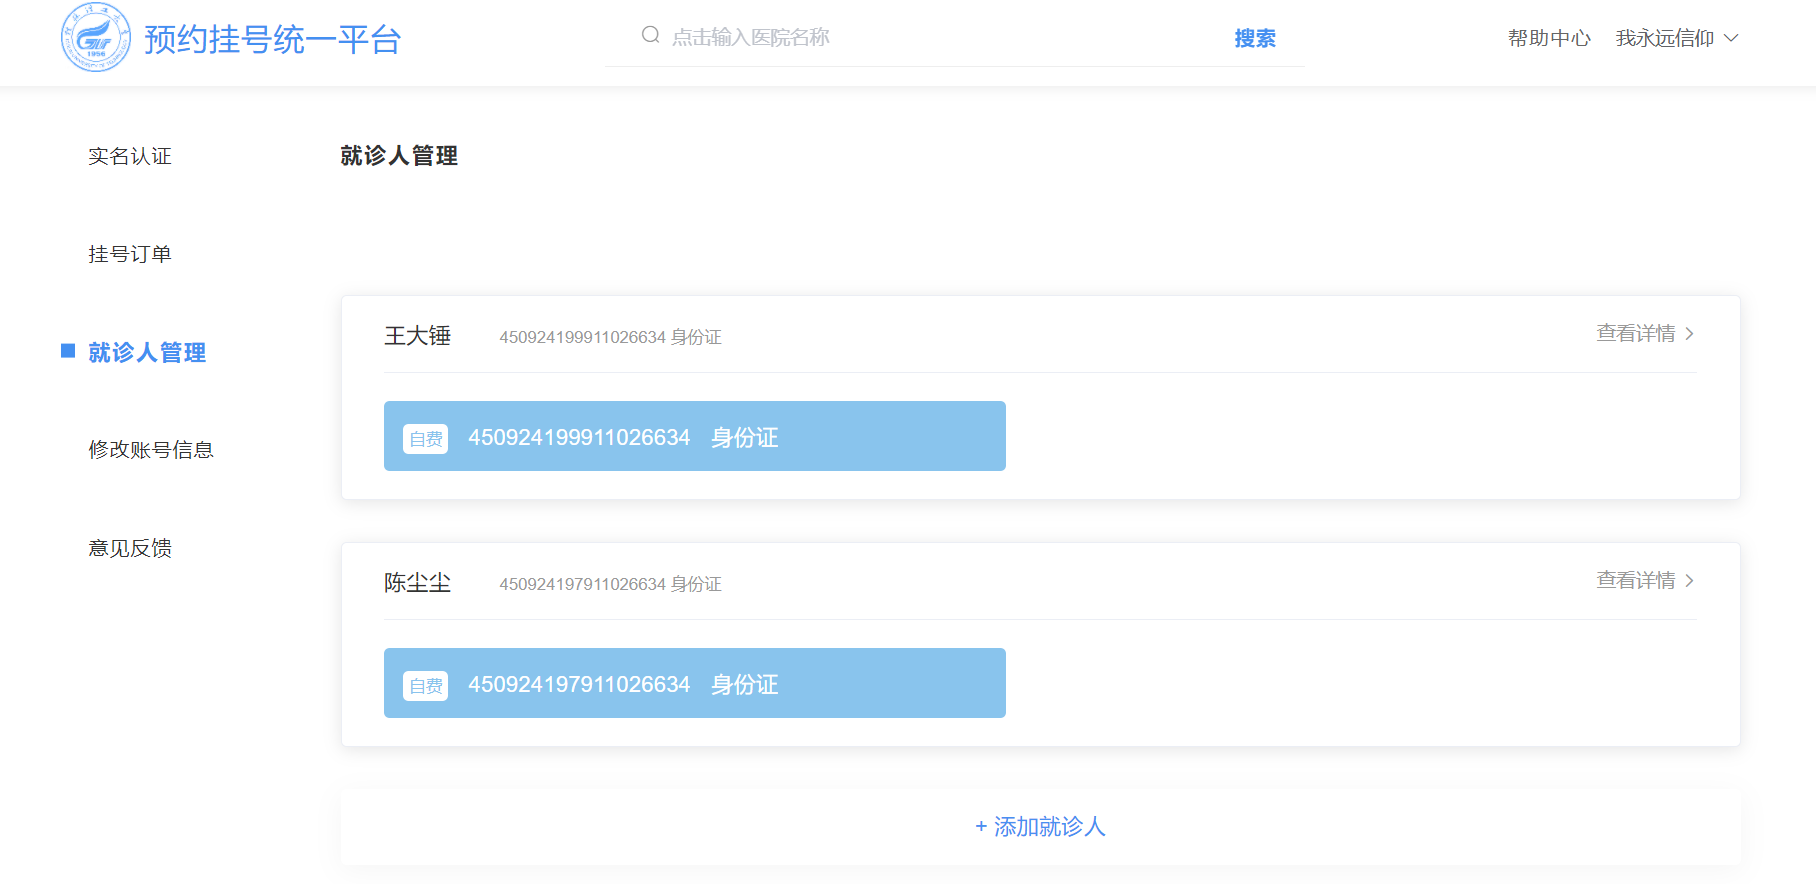 预约挂号统一平台
点击输入医院名称
搜索
帮助中心
我永远信仰
实名认证
挂号订单
就诊人管理
修改账号信息
意见反馈
就诊人管理
王大锤 450924199911026634 身份证 查看详情
自费 450924199911026634 身份证
陈尘尘 450924197911026634 身份证 查看详情
自费 450924197911026634 身份证
+ 添加就诊人
1956